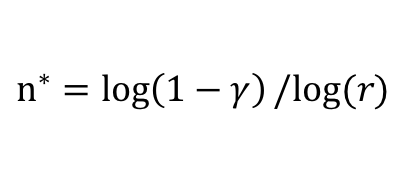 n* = log(1 − γ) /log(r)